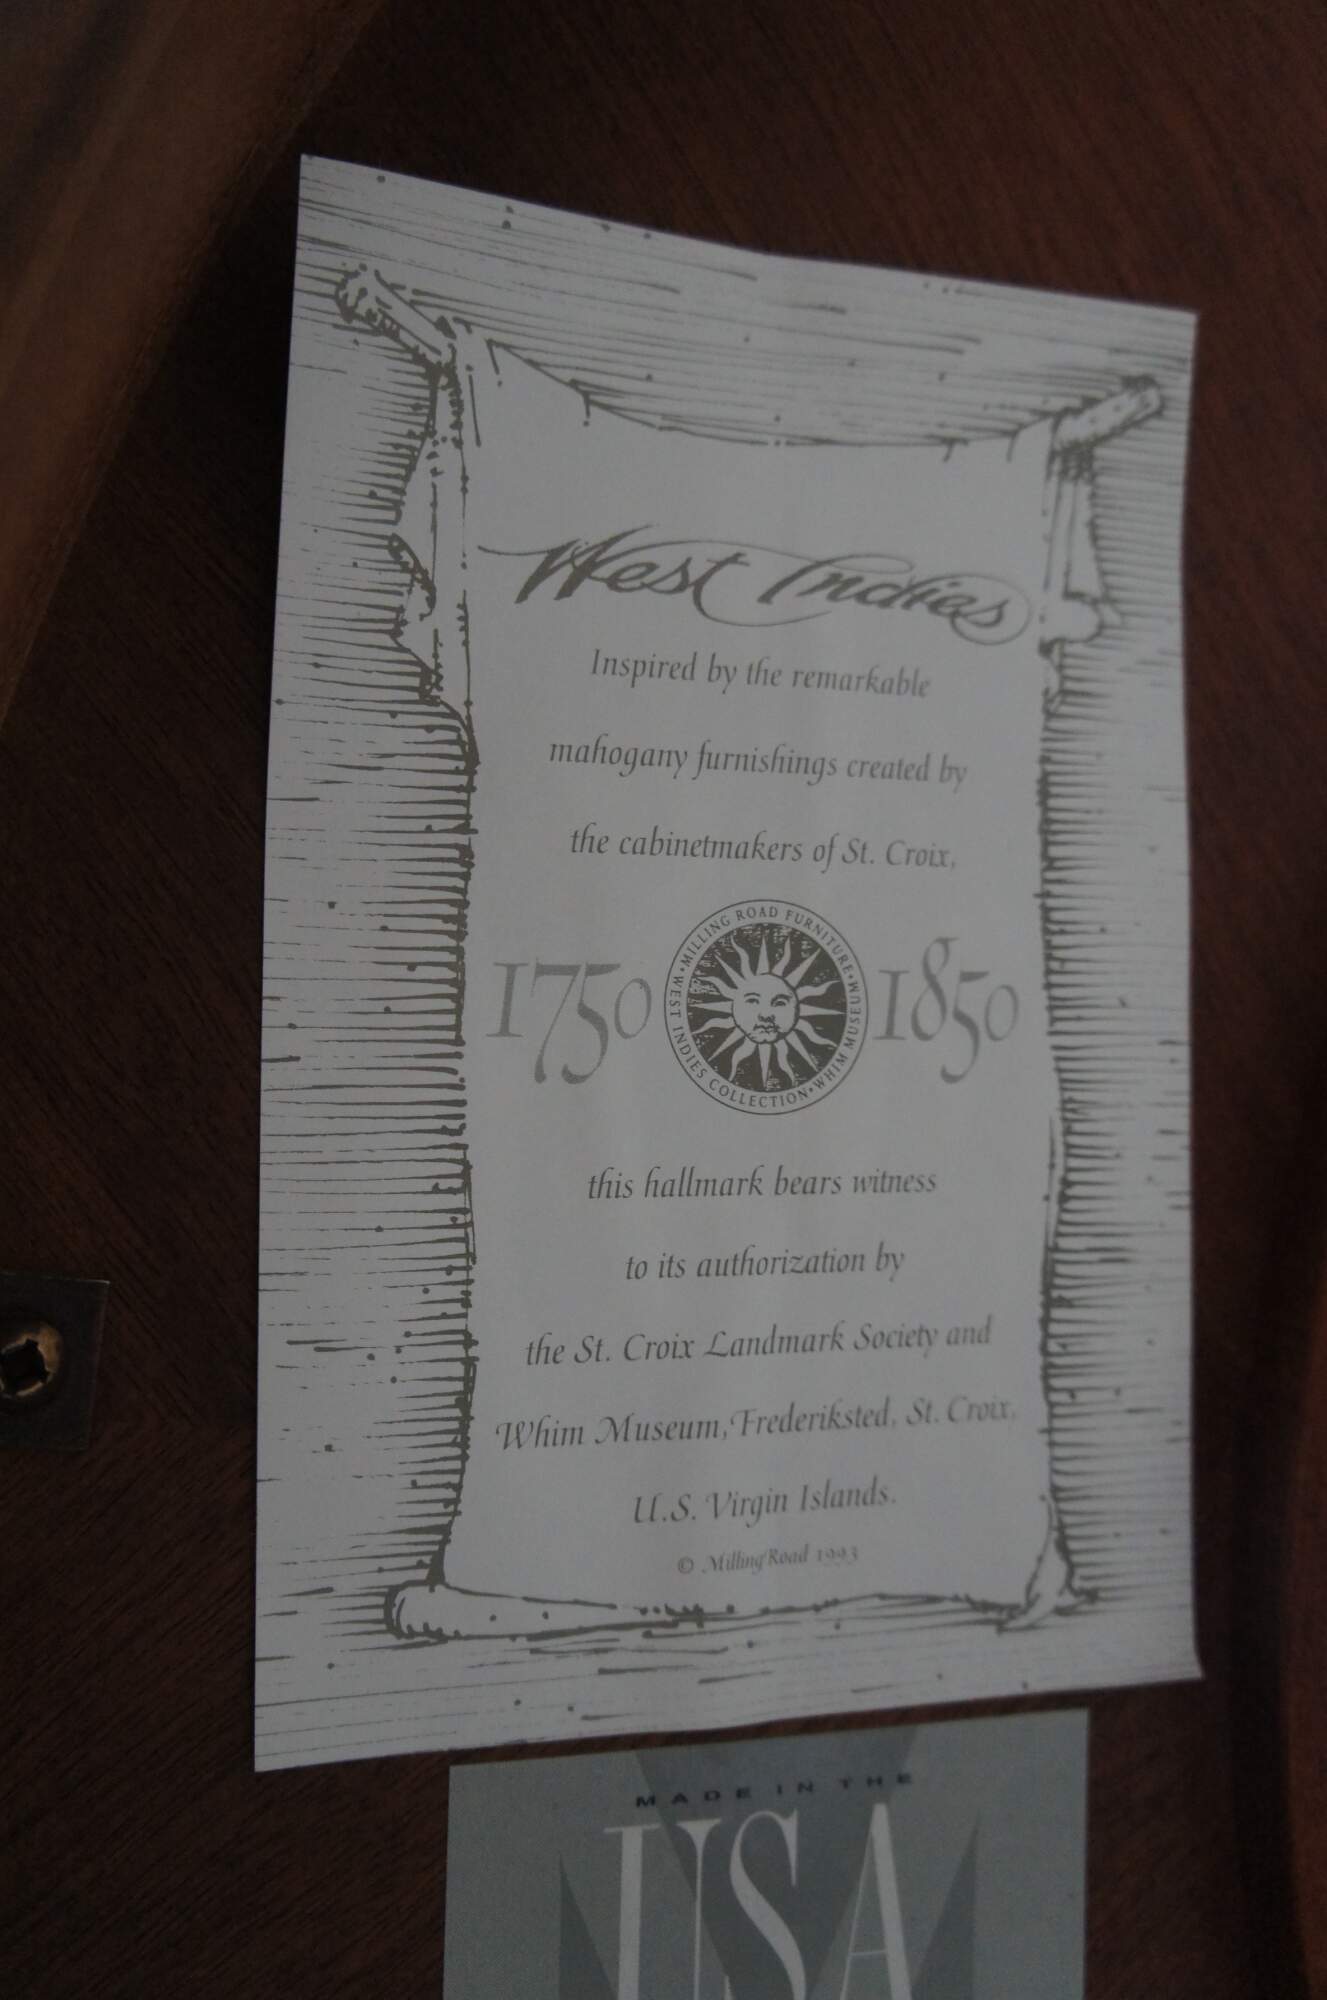 West Indies
Inspired by the remarkable
mahogany furnishings created by
the cabinetmakers of St. Croix,
1750
•MILLING ROAD FURNITURE•WHIM MUSEUM•WEST INDIES COLLECTION
1850
this hallmark bears witness
to its authorization by
the St. Croix Landmark Society and
Whim Museum, Frederiksted, St. Croix,
U.S. Virgin Islands.
© Milling Road 1993
MADE IN THE
USA